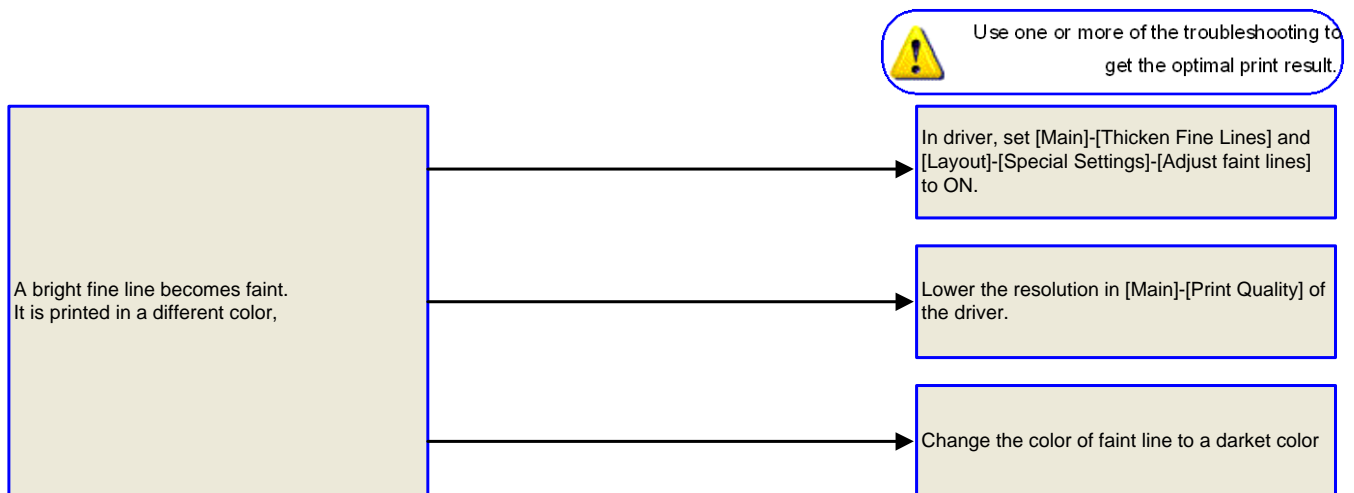 Use one or more of the troubleshooting to
get the optimal print result.
A bright fine line becomes faint.
It is printed in a different color,
In driver, set [Main]-[Thicken Fine Lines] and
[Layout]-[Special Settings]-[Adjust faint lines]
to ON.
Lower the resolution in [Main]-[Print Quality] of
the driver.
Change the color of faint line to a darket color